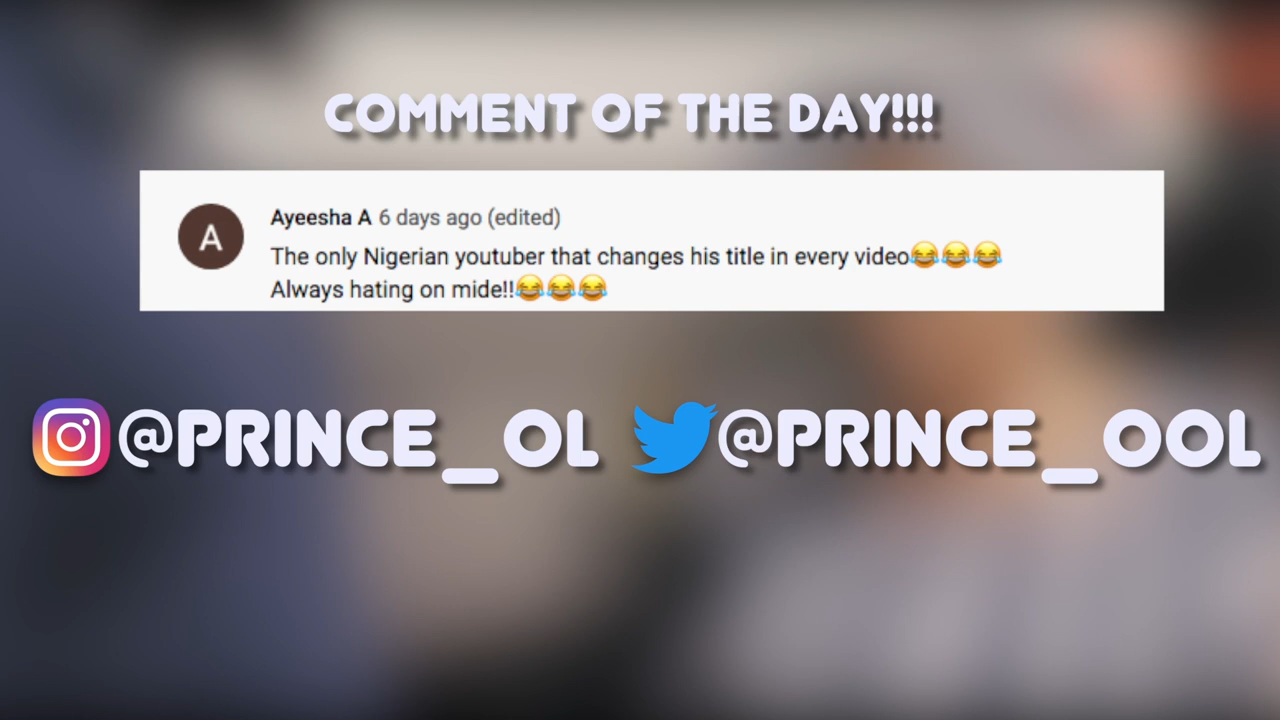 COMMENT OF THE DAY!!!
A
Ayeesha A 6 days ago (edited)
The only Nigerian youtuber that changes his title in every video😂😂😂
Always hating on mide!!😂😂😂
@PRINCE_OL @PRINCE_OOL